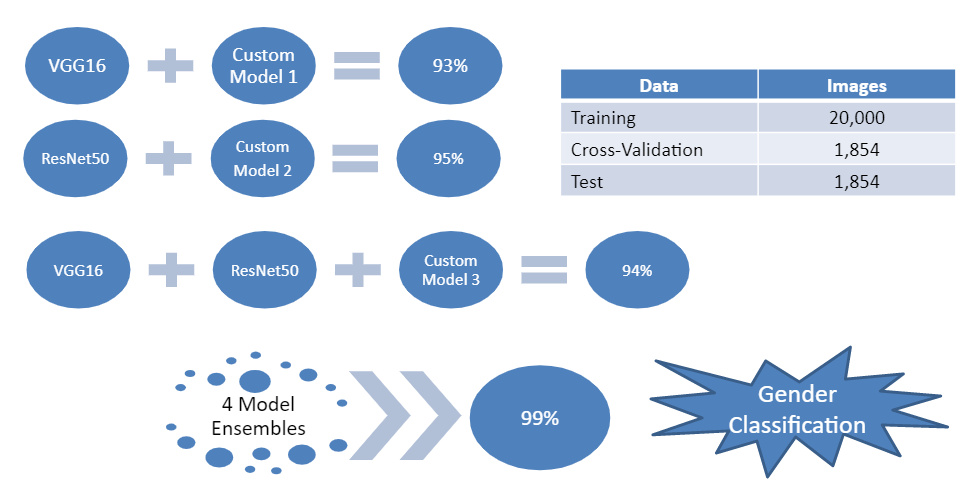 VGG16
Custom
Model 1
93%
ResNet50
Custom
Model 2
95%
Data Images
Training 20,000
Cross-Validation 1,854
Test 1,854
VGG16
ResNet50
Custom
Model 3
94%
4 Model
Ensembles
99%
Gender
Classification